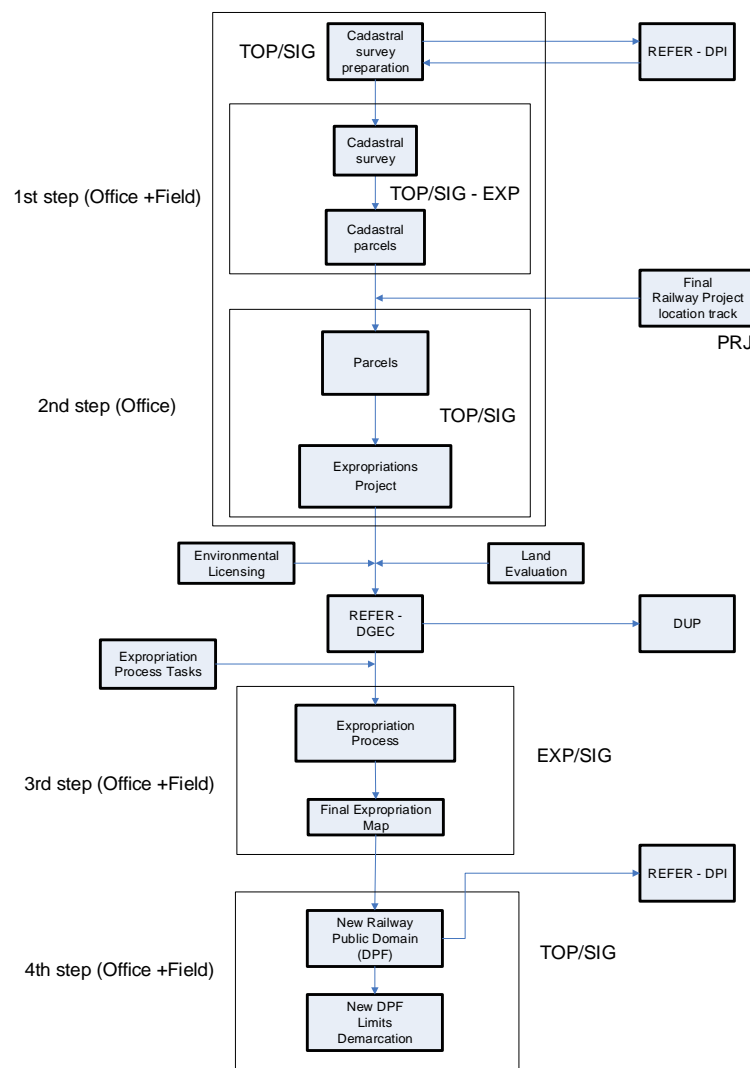 TOP/SIG
Cadastral
survey
preparation
REFER - DPI
Cadastral
survey
1st step (Office +Field)
TOP/SIG - EXP
Cadastral
parcels
Final
Railway Project
location track
PRJ
Parcels
2nd step (Office)
TOP/SIG
Expropriations
Project
Environmental
Licensing
Land
Evaluation
REFER -
DGEC
DUP
Expropriation
Process Tasks
Expropriation
Process
EXP/SIG
3rd step (Office +Field)
Final Expropriation
Map
REFER - DPI
New Railway
Public Domain
(DPF)
TOP/SIG
4th step (Office +Field)
New DPF
Limits
Demarcation